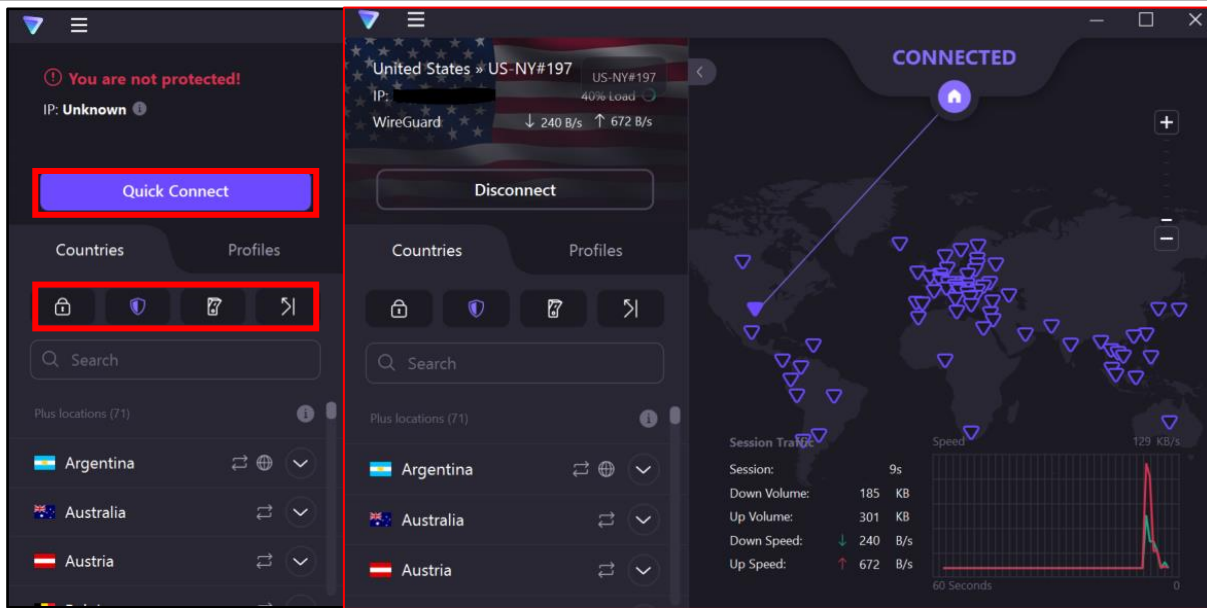 You are not protected!
IP: Unknown
Quick Connect
Countries Profiles
Search
Plus locations (71)
Argentina
Australia
Austria
United States » US-NY#197
US-NY#197
IP:
40% Load
WireGuard ↓ 240 B/s ↑ 672 B/s
Disconnect
Countries Profiles
Search
Plus locations (71)
Argentina
Australia
Austria
CONNECTED
Session Traffic
Session: 9s
Down Volume: 185 KB
Up Volume: 301 KB
Down Speed: ↓ 240 B/s
Up Speed: ↑ 672 B/s
Speed 129 KB/s
60 Seconds 0